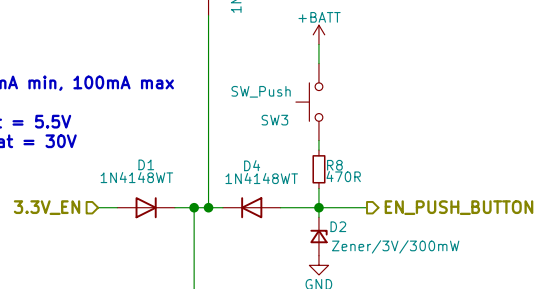 1N
+BATT
mA min, 100mA max
SW_Push
SW3
t = 5.5V
at = 30V
D1
1N4148WT
D4
1N4148WT
R8
470R
3.3V_EN
EN_PUSH_BUTTON
D2
Zener/3V/300mW
GND